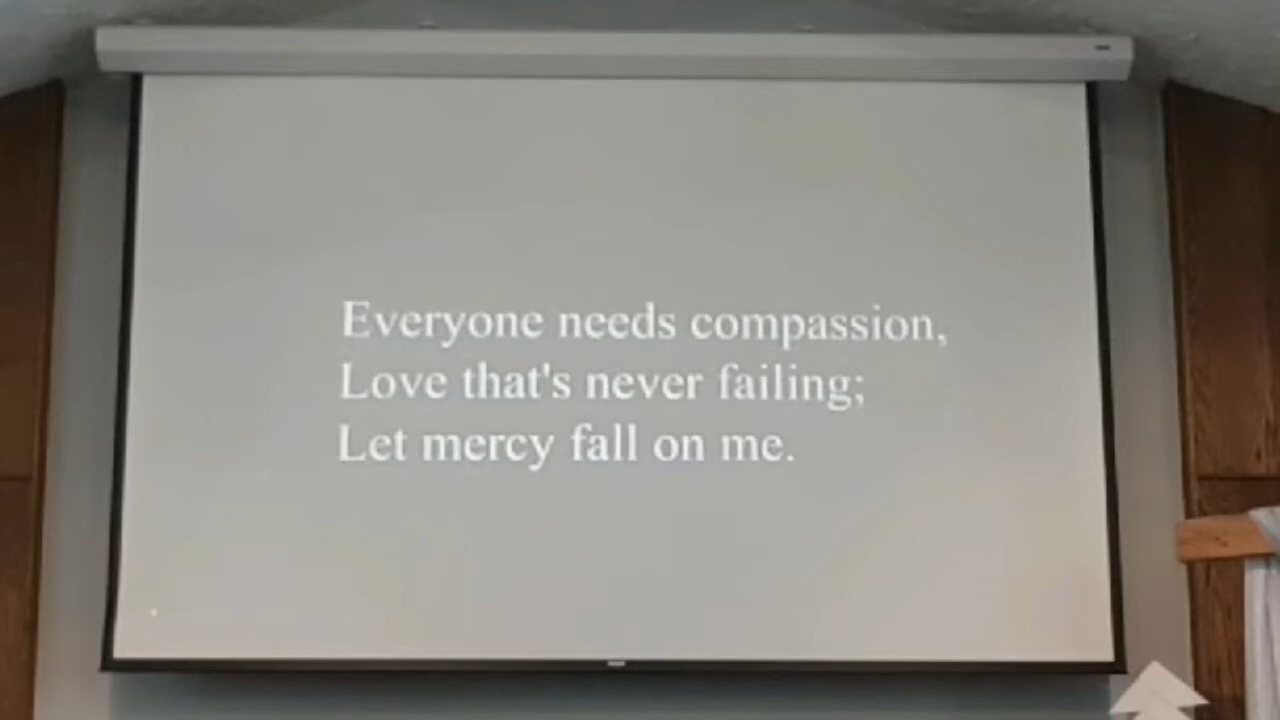 Everyone needs compassion,
Love that's never failing;
Let mercy fall on me.